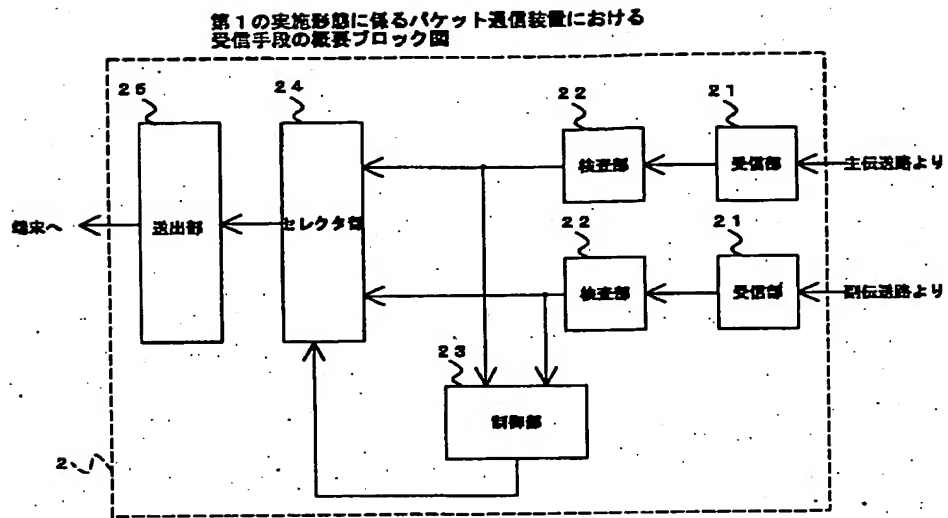 第1の実施形態に係るパケット通信装置における
受信手段の概要ブロック図
25
24
22
21
検査部
受信部
主伝送路より
端末へ
送出部
セレクタ部
22
21
検査部
受信部
副伝送路より
23
制御部
2